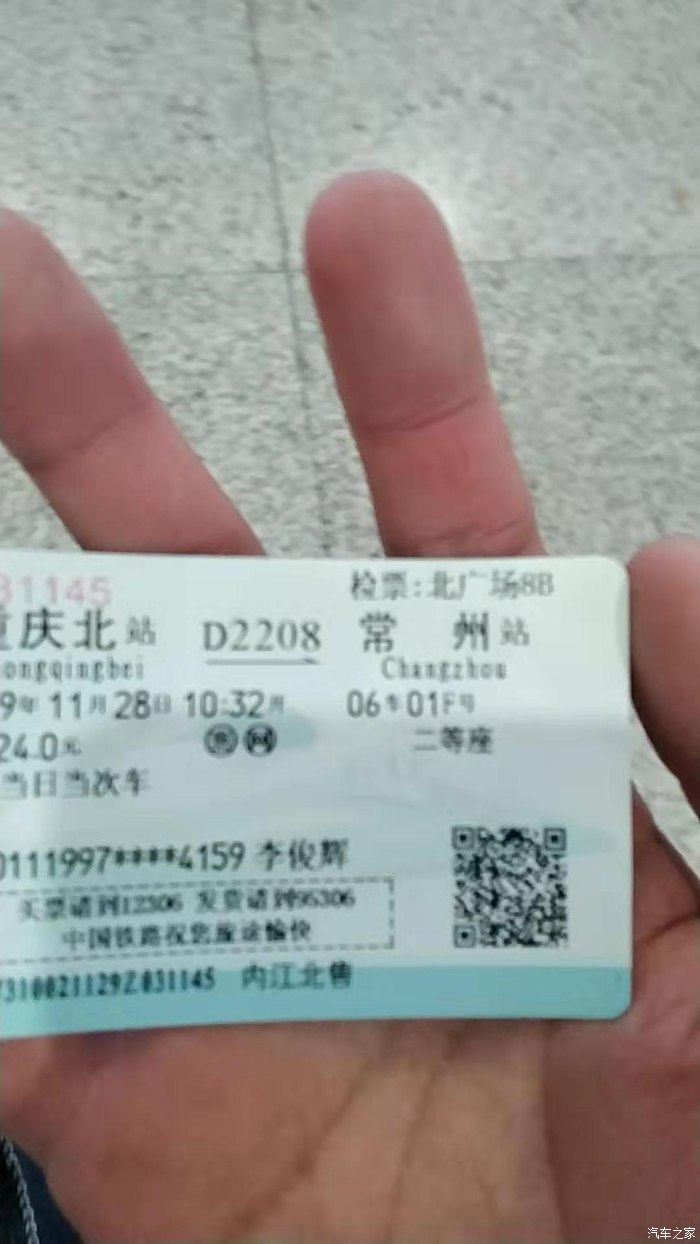 31145
检票:北广场8B
庆北站 D2208 常州站
ongqingbei Changzhou
9年11月28日10:32开 06车01F号
24.0元 网 二等座
当日当次车
0111997****4159 李俊辉
买票请到12306 发货请到95306
中国铁路祝您旅途愉快
7310021129Z031145 内江北售
汽车之家